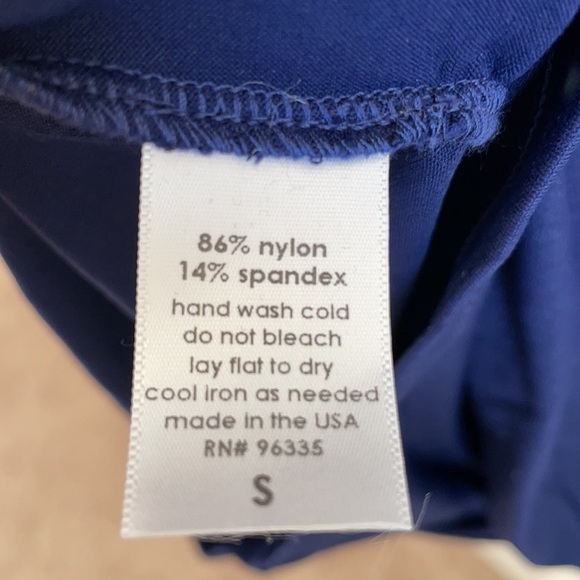 86% nylon
14% spandex
hand wash cold
do not bleach
lay flat to dry
cool iron as needed
made in the USA
RN# 96335
S